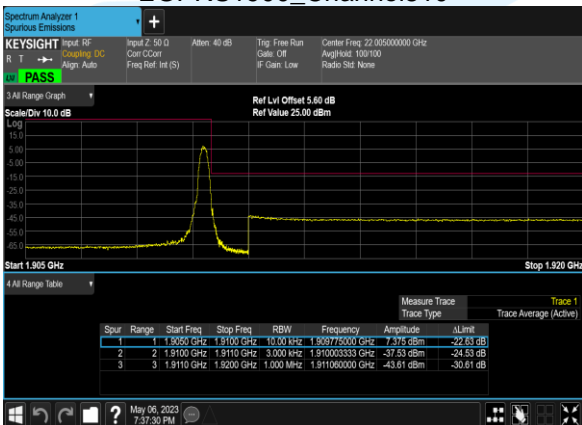 Spectrum Analyzer 1
Spurious Emissions
KEYSIGHT Input: RF Input Z: 50 Ω Atten: 40 dB Trig: Free Run Center Freq: 22.005000000 GHz
R T Coupling: DC Corr CCorr Gate: Off Avg|Hold: 100/100
Align: Auto Freq Ref: Int (S) IF Gain: Low Radio Std: None
LW PASS
3 All Range Graph
Ref Lvl Offset 5.60 dB
Scale/Div 10.0 dB Ref Value 25.00 dBm
Log
15.0
5.00
-5.00
-15.0
-25.0
-35.0
-45.0
-55.0
-65.0
Start 1.905 GHz Stop 1.920 GHz
4 All Range Table
Measure Trace Trace 1
Trace Type Trace Average (Active)
Spur Range Start Freq Stop Freq RBW Frequency Amplitude ΔLimit
1 1 1.9050 GHz 1.9100 GHz 10.00 kHz 1.909775000 GHz 7.375 dBm -22.63 dB
2 2 1.9100 GHz 1.9110 GHz 3.000 kHz 1.910003333 GHz -37.53 dBm -24.53 dB
3 3 1.9110 GHz 1.9200 GHz 1.000 MHz 1.911060000 GHz -43.61 dBm -30.61 dB
May 06, 2023
7:37:30 PM